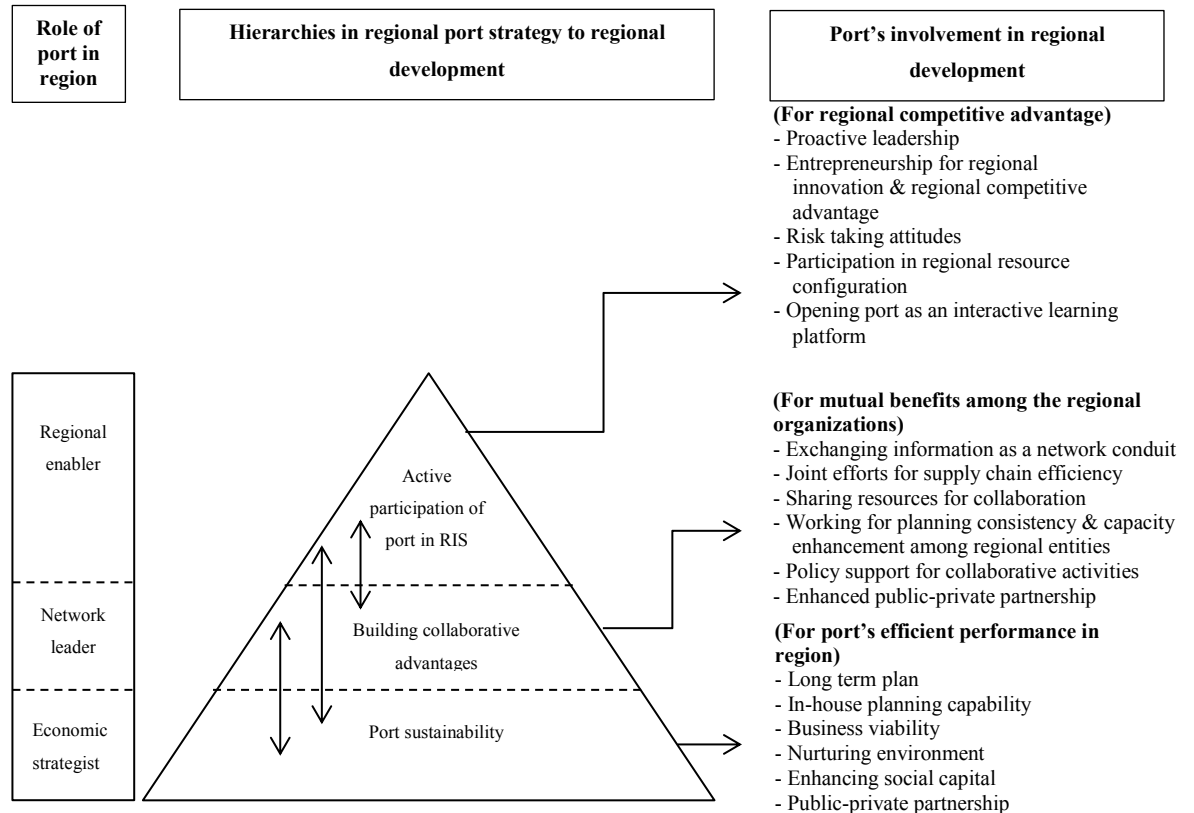 Role of
port in
region
Hierarchies in regional port strategy to regional
development
Port's involvement in regional
development
(For regional competitive advantage)
- Proactive leadership
- Entrepreneurship for regional
innovation & regional competitive
advantage
- Risk taking attitudes
- Participation in regional resource
configuration
- Opening port as an interactive learning
platform
Regional
enabler
Network
leader
Economic
strategist
Active
participation of
port in RIS
Building collaborative
advantages
Port sustainability
(For mutual benefits among the regional
organizations)
- Exchanging information as a network conduit
- Joint efforts for supply chain efficiency
- Sharing resources for collaboration
- Working for planning consistency & capacity
enhancement among regional entities
- Policy support for collaborative activities
- Enhanced public-private partnership
(For port's efficient performance in
region)
- Long term plan
- In-house planning capability
- Business viability
- Nurturing environment
- Enhancing social capital
- Public-private partnership